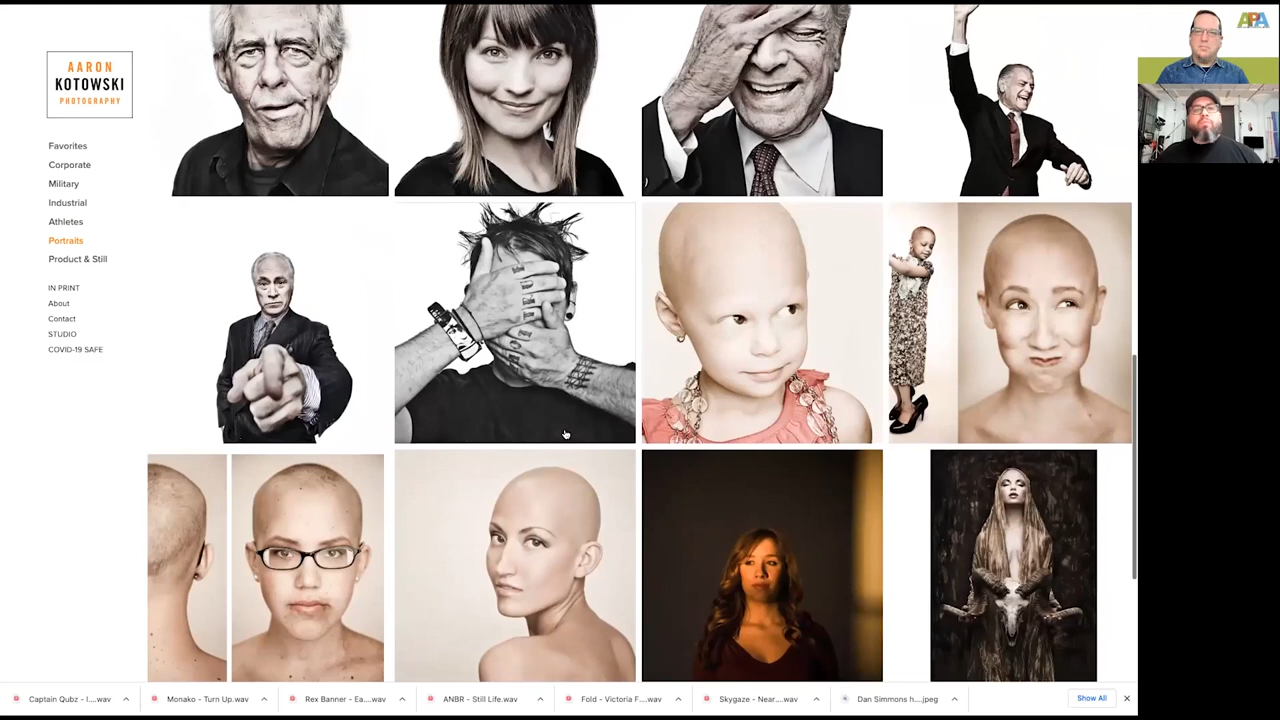 AARON
KOTOWSKI
PHOTOGRAPHY
Favorites
Corporate
Military
Industrial
Athletes
Portraits
Product & Still
IN PRINT
About
Contact
STUDIO
COVID-19 SAFE
APA
Captain Qubz - I....wav
Monako - Turn Up.wav
Rex Banner - Ea....wav
ANBR - Still Life.wav
Fold - Victoria F....wav
Skygaze - Near....wav
Dan Simmons h....jpeg
Show All